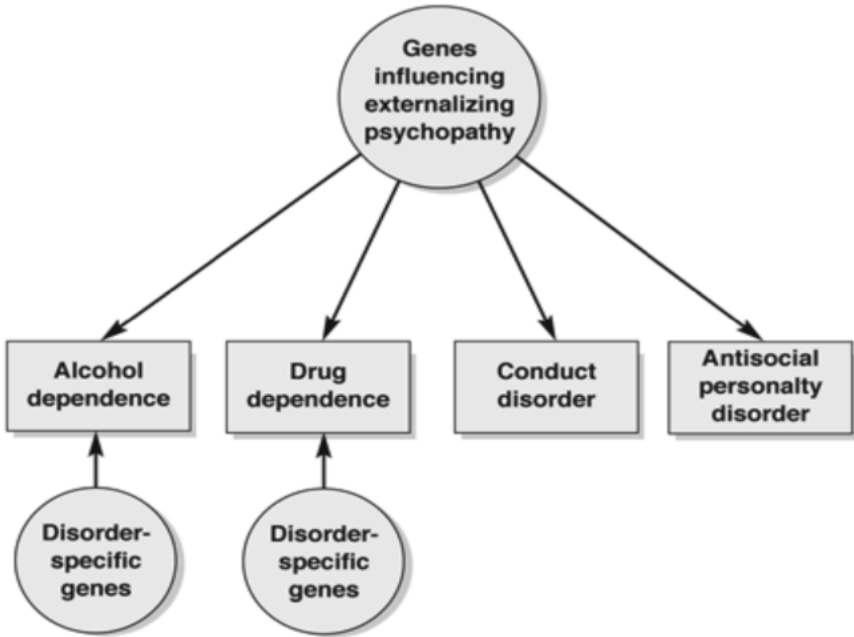 Genes
influencing
externalizing
psychopathy
Alcohol
dependence
Drug
dependence
Conduct
disorder
Antisocial
personalty
disorder
Disorder-
specific
genes
Disorder-
specific
genes